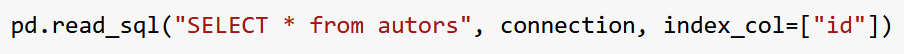 pd.read_sql("SELECT * from autors", connection, index_col=["id"])